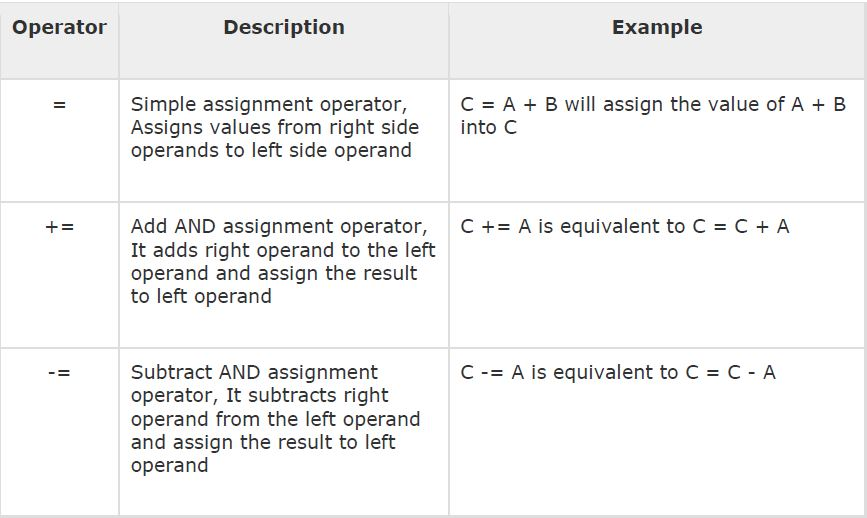 Operator Description Example
= Simple assignment operator, C = A + B will assign the value of A + B
Assigns values from right side into C
operands to left side operand
+= Add AND assignment operator, C += A is equivalent to C = C + A
It adds right operand to the left
operand and assign the result
to left operand
-= Subtract AND assignment C -= A is equivalent to C = C - A
operator, It subtracts right
operand from the left operand
and assign the result to left
operand